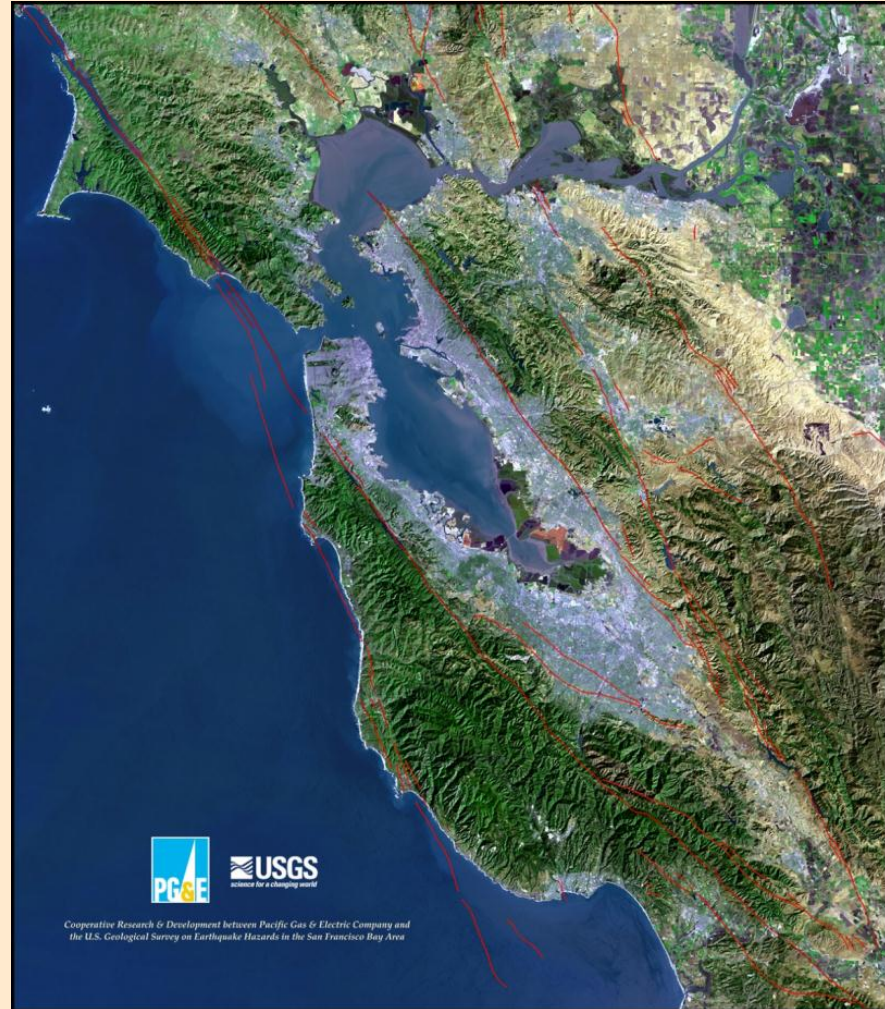 PG&E
USGS
science for a changing world
Cooperative Research & Development between Pacific Gas & Electric Company and
the U.S. Geological Survey on Earthquake Hazards in the San Francisco Bay Area